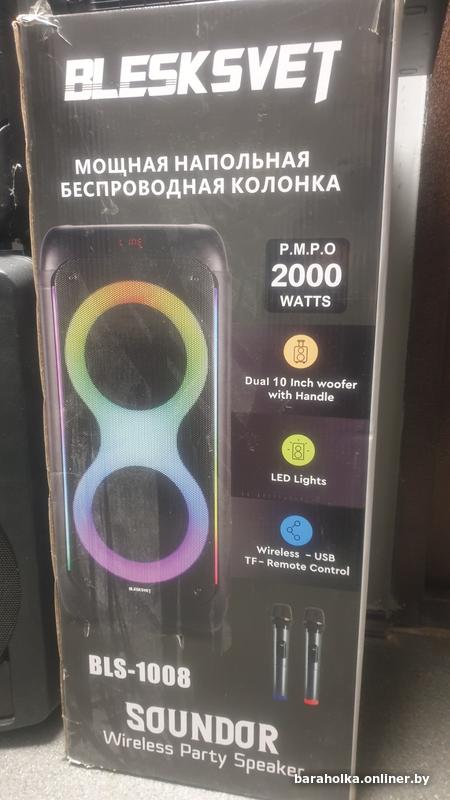 BLESKSVET
МОЩНАЯ НАПОЛЬНАЯ
БЕСПРОВОДНАЯ КОЛОНКА
LINE
P.M.P.O
2000
WATTS
Dual 10 Inch woofer
with Handle
LED Lights
Wireless - USB
TF- Remote Control
BLESKSVET
BLS-1008
SOUNDOR
Wireless Party Speaker
baraholka.onliner.by